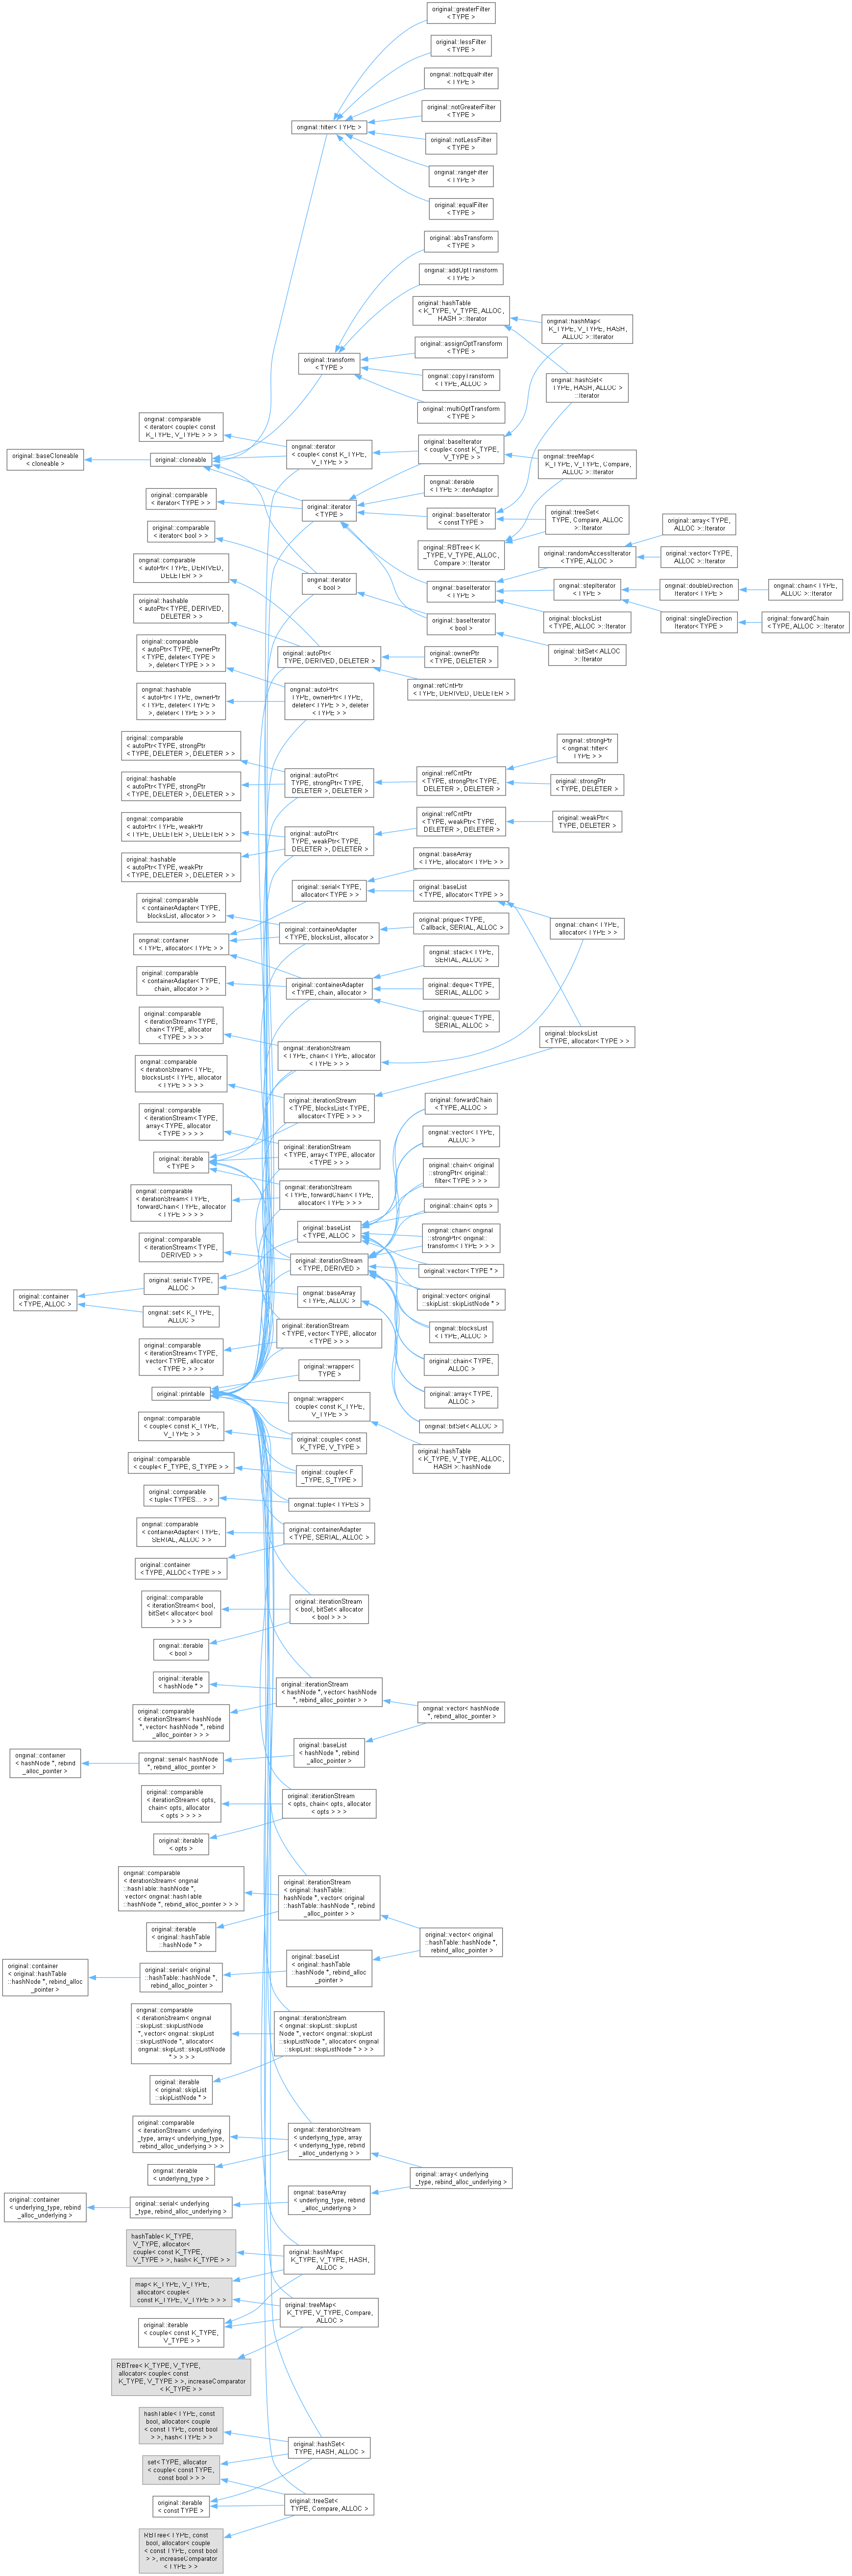 original::baseCloneable
< cloneable >
original::container
< TYPE, ALLOC >
original::container
< hashNode *, rebind
_alloc_pointer >
original::container
< original::hashTable
::hashNode *, rebind_alloc
_pointer >
original::container
< underlying_type, rebind
_alloc_underlying >
original::comparable
< iterator< couple< const
K_TYPE, V_TYPE > > >
original::cloneable
original::comparable
< iterator< TYPE > >
original::comparable
< iterator< bool > >
original::comparable
< autoPtr< TYPE, DERIVED,
DELETER > >
original::hashable
< autoPtr< TYPE, DERIVED,
DELETER > >
original::comparable
< autoPtr< TYPE, ownerPtr
< TYPE, deleter< TYPE >
>, deleter< TYPE > > >
original::hashable
< autoPtr< TYPE, ownerPtr
< TYPE, deleter< TYPE >
>, deleter< TYPE > > >
original::comparable
< autoPtr< TYPE, strongPtr
< TYPE, DELETER >, DELETER > >
original::hashable
< autoPtr< TYPE, strongPtr
< TYPE, DELETER >, DELETER > >
original::comparable
< autoPtr< TYPE, weakPtr
< TYPE, DELETER >, DELETER > >
original::hashable
< autoPtr< TYPE, weakPtr
< TYPE, DELETER >, DELETER > >
original::comparable
< containerAdapter< TYPE,
blocksList, allocator > >
original::container
< TYPE, allocator< TYPE > >
original::comparable
< containerAdapter< TYPE,
chain, allocator > >
original::comparable
< iterationStream< TYPE,
chain< TYPE, allocator
< TYPE > > > >
original::comparable
< iterationStream< TYPE,
blocksList< TYPE, allocator
< TYPE > > > >
original::comparable
< iterationStream< TYPE,
array< TYPE, allocator
< TYPE > > > >
original::iterable
< TYPE >
original::comparable
< iterationStream< TYPE,
forwardChain< TYPE, allocator
< TYPE > > > >
original::comparable
< iterationStream< TYPE,
DERIVED > >
original::serial< TYPE,
ALLOC >
original::set< K_TYPE,
ALLOC >
original::comparable
< iterationStream< TYPE,
vector< TYPE, allocator
< TYPE > > > >
original::printable
original::comparable
< couple< const K_TYPE,
V_TYPE > >
original::comparable
< couple< F_TYPE, S_TYPE > >
original::comparable
< tuple< TYPES... > >
original::comparable
< containerAdapter< TYPE,
SERIAL, ALLOC > >
original::container
< TYPE, ALLOC< TYPE > >
original::comparable
< iterationStream< bool,
bitSet< allocator< bool
> > > >
original::iterable
< bool >
original::iterable
< hashNode * >
original::comparable
< iterationStream< hashNode
*, vector< hashNode *, rebind
_alloc_pointer > > >
original::serial< hashNode
*, rebind_alloc_pointer >
original::comparable
< iterationStream< opts,
chain< opts, allocator
< opts > > > >
original::iterable
< opts >
original::comparable
< iterationStream< original
::hashTable::hashNode *,
vector< original::hashTable
::hashNode *, rebind_alloc_pointer > > >
original::iterable
< original::hashTable
::hashNode * >
original::serial< original
::hashTable::hashNode *,
rebind_alloc_pointer >
original::comparable
< iterationStream< original
::skipList::skipListNode
*, vector< original::skipList
::skipListNode *, allocator<
original::skipList::skipListNode
* > > > >
original::iterable
< original::skipList
::skipListNode * >
original::comparable
< iterationStream< underlying
_type, array< underlying_type,
rebind_alloc_underlying > > >
original::iterable
< underlying_type >
original::serial< underlying
_type, rebind_alloc_underlying >
hashTable< K_TYPE,
V_TYPE, allocator<
couple< const K_TYPE,
V_TYPE > >, hash< K_TYPE > >
map< K_TYPE, V_TYPE,
allocator< couple<
const K_TYPE, V_TYPE > > >
original::iterable
< couple< const K_TYPE,
V_TYPE > >
RBTree< K_TYPE, V_TYPE,
allocator< couple< const
K_TYPE, V_TYPE > >, increaseComparator
< K_TYPE > >
hashTable< TYPE, const
bool, allocator< couple
< const TYPE, const bool
> >, hash< TYPE > >
set< TYPE, allocator
< couple< const TYPE,
const bool > > >
original::iterable
< const TYPE >
RBTree< TYPE, const
bool, allocator< couple
< const TYPE, const bool
> >, increaseComparator
< TYPE > >
original::filter< TYPE >
original::transform
< TYPE >
original::iterator
< couple< const K_TYPE,
V_TYPE > >
original::iterator
< TYPE >
original::iterator
< bool >
original::autoPtr<
TYPE, DERIVED, DELETER >
original::autoPtr<
TYPE, ownerPtr< TYPE,
deleter< TYPE > >, deleter
< TYPE > >
original::autoPtr<
TYPE, strongPtr< TYPE,
DELETER >, DELETER >
original::autoPtr<
TYPE, weakPtr< TYPE,
DELETER >, DELETER >
original::serial< TYPE,
allocator< TYPE > >
original::containerAdapter
< TYPE, blocksList, allocator >
original::containerAdapter
< TYPE, chain, allocator >
original::iterationStream
< TYPE, chain< TYPE, allocator
< TYPE > > >
original::iterationStream
< TYPE, blocksList< TYPE,
allocator< TYPE > > >
original::iterationStream
< TYPE, array< TYPE, allocator
< TYPE > > >
original::iterationStream
< TYPE, forwardChain< TYPE,
allocator< TYPE > > >
original::baseList
< TYPE, ALLOC >
original::iterationStream
< TYPE, DERIVED >
original::baseArray
< TYPE, ALLOC >
original::iterationStream
< TYPE, vector< TYPE, allocator
< TYPE > > >
original::wrapper<
TYPE >
original::wrapper<
couple< const K_TYPE,
V_TYPE > >
original::couple< const
K_TYPE, V_TYPE >
original::couple< F
_TYPE, S_TYPE >
original::tuple< TYPES >
original::containerAdapter
< TYPE, SERIAL, ALLOC >
original::iterationStream
< bool, bitSet< allocator
< bool > > >
original::iterationStream
< hashNode *, vector< hashNode
*, rebind_alloc_pointer > >
original::baseList
< hashNode *, rebind
_alloc_pointer >
original::iterationStream
< opts, chain< opts, allocator
< opts > > >
original::iterationStream
< original::hashTable::
hashNode *, vector< original
::hashTable::hashNode *, rebind
_alloc_pointer > >
original::baseList
< original::hashTable
::hashNode *, rebind_alloc
_pointer >
original::iterationStream
< original::skipList::skipList
Node *, vector< original::skipList
::skipListNode *, allocator< original
::skipList::skipListNode * > > >
original::iterationStream
< underlying_type, array
< underlying_type, rebind
_alloc_underlying > >
original::baseArray
< underlying_type, rebind
_alloc_underlying >
original::hashMap<
K_TYPE, V_TYPE, HASH,
ALLOC >
original::treeMap<
K_TYPE, V_TYPE, Compare,
ALLOC >
original::hashSet<
TYPE, HASH, ALLOC >
original::treeSet<
TYPE, Compare, ALLOC >
original::greaterFilter
< TYPE >
original::lessFilter
< TYPE >
original::notEqualFilter
< TYPE >
original::notGreaterFilter
< TYPE >
original::notLessFilter
< TYPE >
original::rangeFilter
< TYPE >
original::equalFilter
< TYPE >
original::absTransform
< TYPE >
original::addOptTransform
< TYPE >
original::hashTable
< K_TYPE, V_TYPE, ALLOC,
HASH >::Iterator
original::assignOptTransform
< TYPE >
original::copyTransform
< TYPE, ALLOC >
original::multiOptTransform
< TYPE >
original::baseIterator
< couple< const K_TYPE,
V_TYPE > >
original::iterable
< TYPE >::iterAdaptor
original::baseIterator
< const TYPE >
original::RBTree< K
_TYPE, V_TYPE, ALLOC,
Compare >::Iterator
original::baseIterator
< TYPE >
original::baseIterator
< bool >
original::ownerPtr
< TYPE, DELETER >
original::refCntPtr
< TYPE, DERIVED, DELETER >
original::refCntPtr
< TYPE, strongPtr< TYPE,
DELETER >, DELETER >
original::refCntPtr
< TYPE, weakPtr< TYPE,
DELETER >, DELETER >
original::baseArray
< TYPE, allocator< TYPE > >
original::baseList
< TYPE, allocator< TYPE > >
original::prique< TYPE,
Callback, SERIAL, ALLOC >
original::stack< TYPE,
SERIAL, ALLOC >
original::deque< TYPE,
SERIAL, ALLOC >
original::queue< TYPE,
SERIAL, ALLOC >
original::forwardChain
< TYPE, ALLOC >
original::vector< TYPE,
ALLOC >
original::chain< original
::strongPtr< original::
filter< TYPE > > >
original::chain< opts >
original::chain< original
::strongPtr< original::
transform< TYPE > > >
original::vector< TYPE * >
original::vector< original
::skipList::skipListNode * >
original::blocksList
< TYPE, ALLOC >
original::chain< TYPE,
ALLOC >
original::array< TYPE,
ALLOC >
original::bitSet< ALLOC >
original::hashTable
< K_TYPE, V_TYPE, ALLOC,
HASH >::hashNode
original::vector< hashNode
*, rebind_alloc_pointer >
original::vector< original
::hashTable::hashNode *,
rebind_alloc_pointer >
original::array< underlying
_type, rebind_alloc_underlying >
original::hashMap<
K_TYPE, V_TYPE, HASH,
ALLOC >::Iterator
original::hashSet<
TYPE, HASH, ALLOC >
::Iterator
original::treeMap<
K_TYPE, V_TYPE, Compare,
ALLOC >::Iterator
original::treeSet<
TYPE, Compare, ALLOC
>::Iterator
original::randomAccessIterator
< TYPE >
original::stepIterator
< TYPE >
original::blocksList
< TYPE, ALLOC >::Iterator
original::bitSet< ALLOC
>::Iterator
original::strongPtr
< original::filter<
TYPE > >
original::strongPtr
< TYPE, DELETER >
original::weakPtr<
TYPE, DELETER >
original::chain< TYPE,
allocator< TYPE > >
original::blocksList
< TYPE, allocator< TYPE > >
original::array< TYPE,
ALLOC >::Iterator
original::vector< TYPE,
ALLOC >::Iterator
original::doubleDirection
Iterator< TYPE >
original::singleDirection
Iterator< TYPE >
original::chain< TYPE,
ALLOC >::Iterator
original::forwardChain
< TYPE, ALLOC >::Iterator